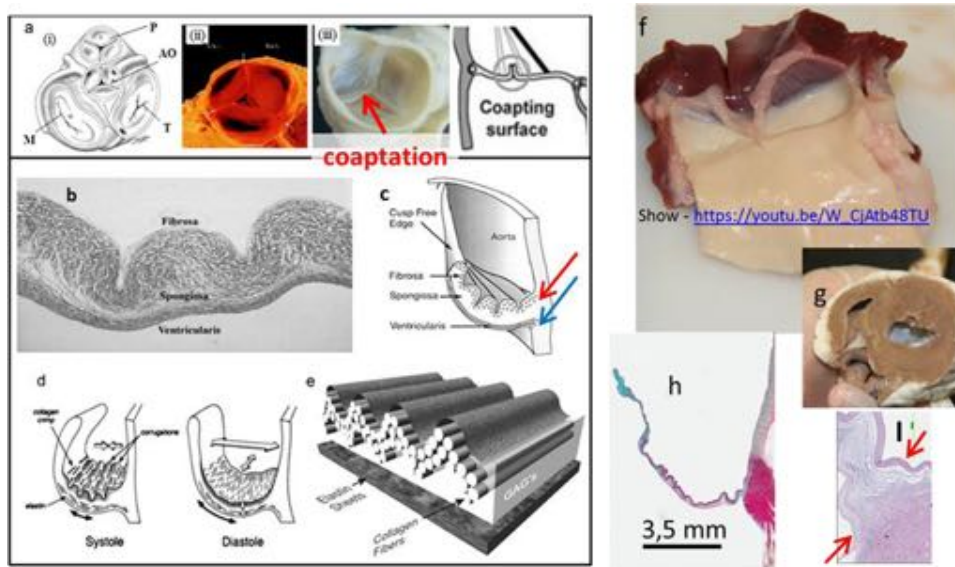 a
(i)
P
AO
M
T
(ii)
(iii)
Coapting
surface
coaptation
b
Fibrosa
Spongiosa
Ventricularis
c
Cusp Free
Edge
Aorta
Fibrosa
Spongiosa
Ventricularis
d
collagen
crimp
corrugations
elastin
Systole
Diastole
e
Elastin
Sheets
Collagen
Fibers
GAG's
f
Show - https://youtu.be/W_CjAtb48TU
g
h
3,5 mm
I